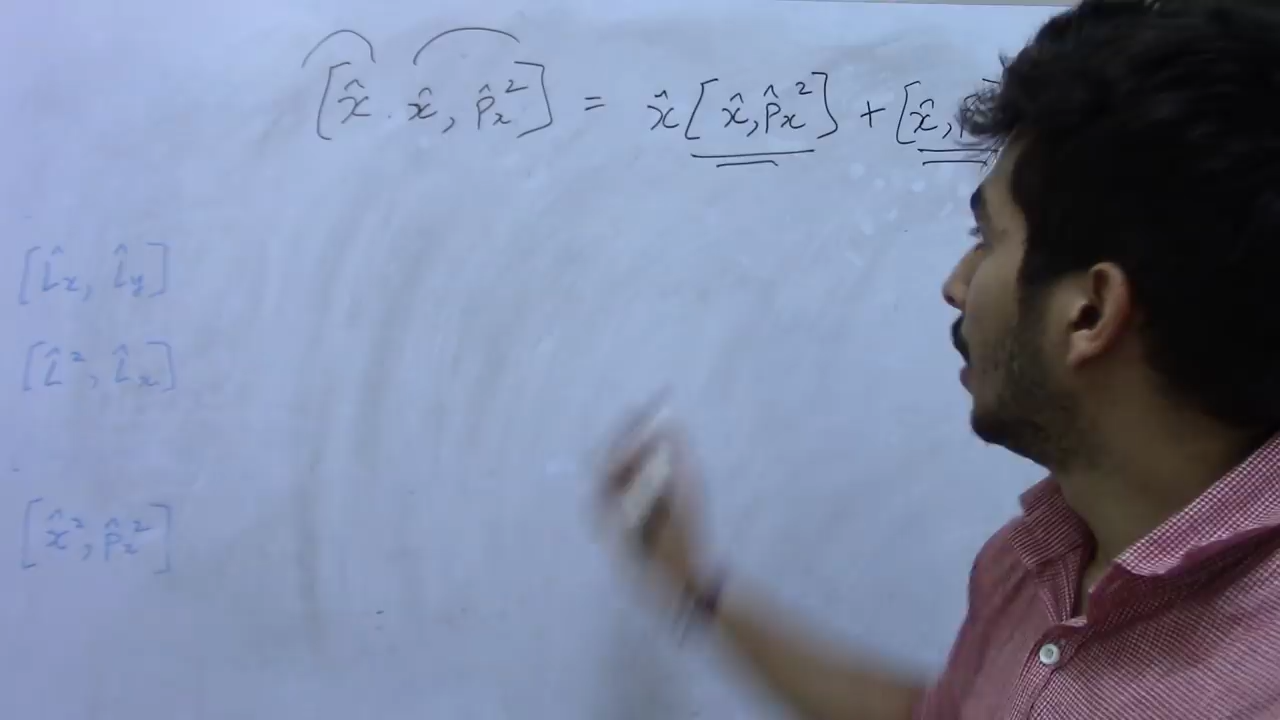 [x̂ . x̂, p̂ₓ²] = x̂[x̂, p̂ₓ²] + [x̂, p̂
[L̂ₓ, L̂ᵧ]
[L̂², L̂ₓ]
[x̂², p̂ₓ²]